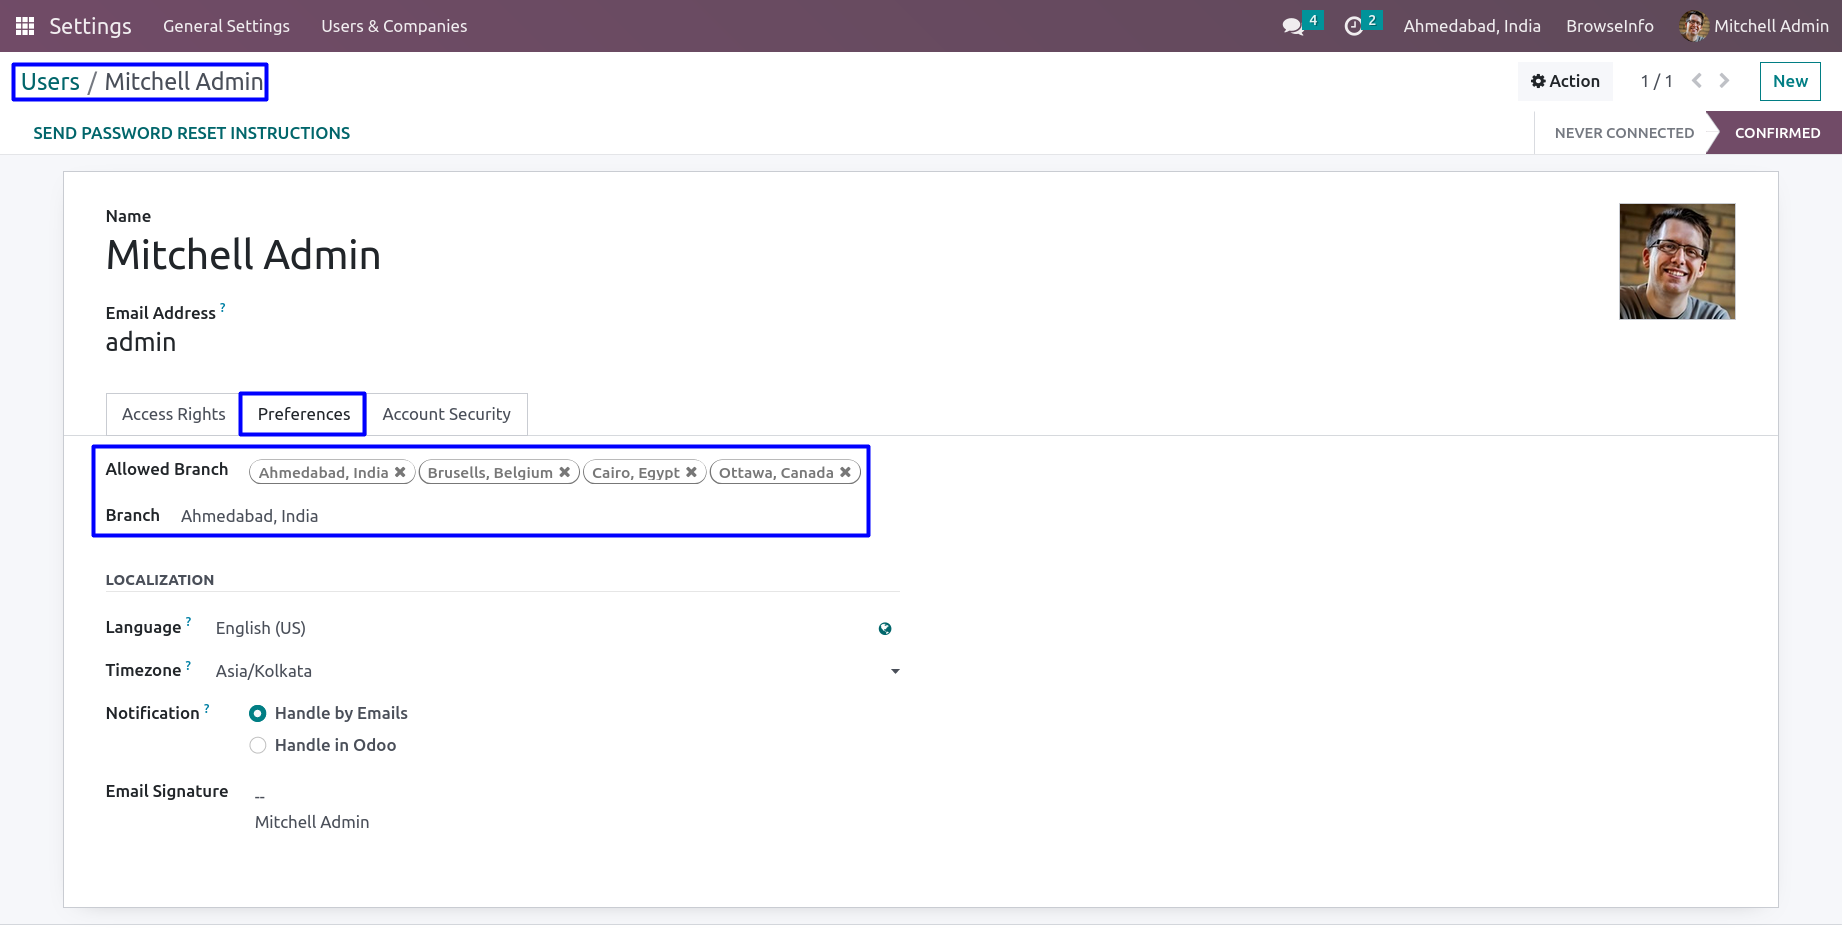 Settings General Settings Users & Companies 4 2 Ahmedabad, India BrowseInfo Mitchell Admin
Users / Mitchell Admin Action 1 / 1 New
SEND PASSWORD RESET INSTRUCTIONS NEVER CONNECTED CONFIRMED
Name
Mitchell Admin
Email Address ?
admin
Access Rights Preferences Account Security
Allowed Branch Ahmedabad, India ✖ Brusells, Belgium ✖ Cairo, Egypt ✖ Ottawa, Canada ✖
Branch Ahmedabad, India
LOCALIZATION
Language ? English (US)
Timezone ? Asia/Kolkata
Notification ? Handle by Emails
Handle in Odoo
Email Signature --
Mitchell Admin